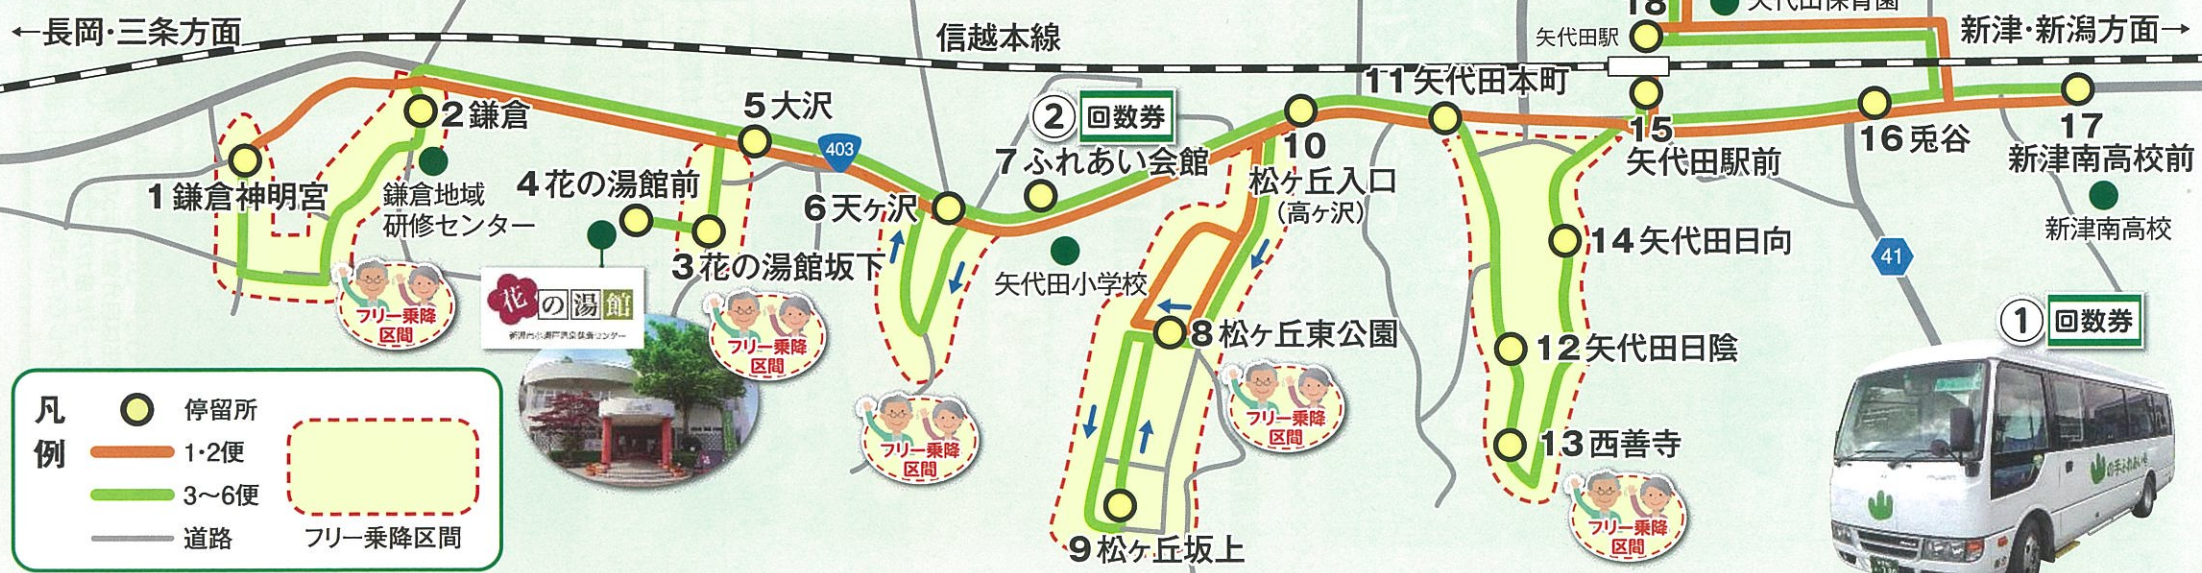 ←長岡・三条方面
信越本線
18
矢代田保育園
矢代田駅
新津・新潟方面→
1 鎌倉神明宮
2 鎌倉
鎌倉地域
研修センター
3 花の湯館坂下
4 花の湯館前
5 大沢
403
6 天ヶ沢
7 ふれあい会館
② 回数券
矢代田小学校
8 松ヶ丘東公園
9 松ヶ丘坂上
10
松ヶ丘入口
(高ヶ沢)
11 矢代田本町
12 矢代田日陰
13 西善寺
14 矢代田日向
15
矢代田駅前
16 兎谷
17
新津南高校前
新津南高校
41
① 回数券
花の湯館
フリー乗降
区間
フリー乗降
区間
フリー乗降
区間
フリー乗降
区間
フリー乗降
区間
凡例
停留所
1・2便
3〜6便
道路
フリー乗降区間